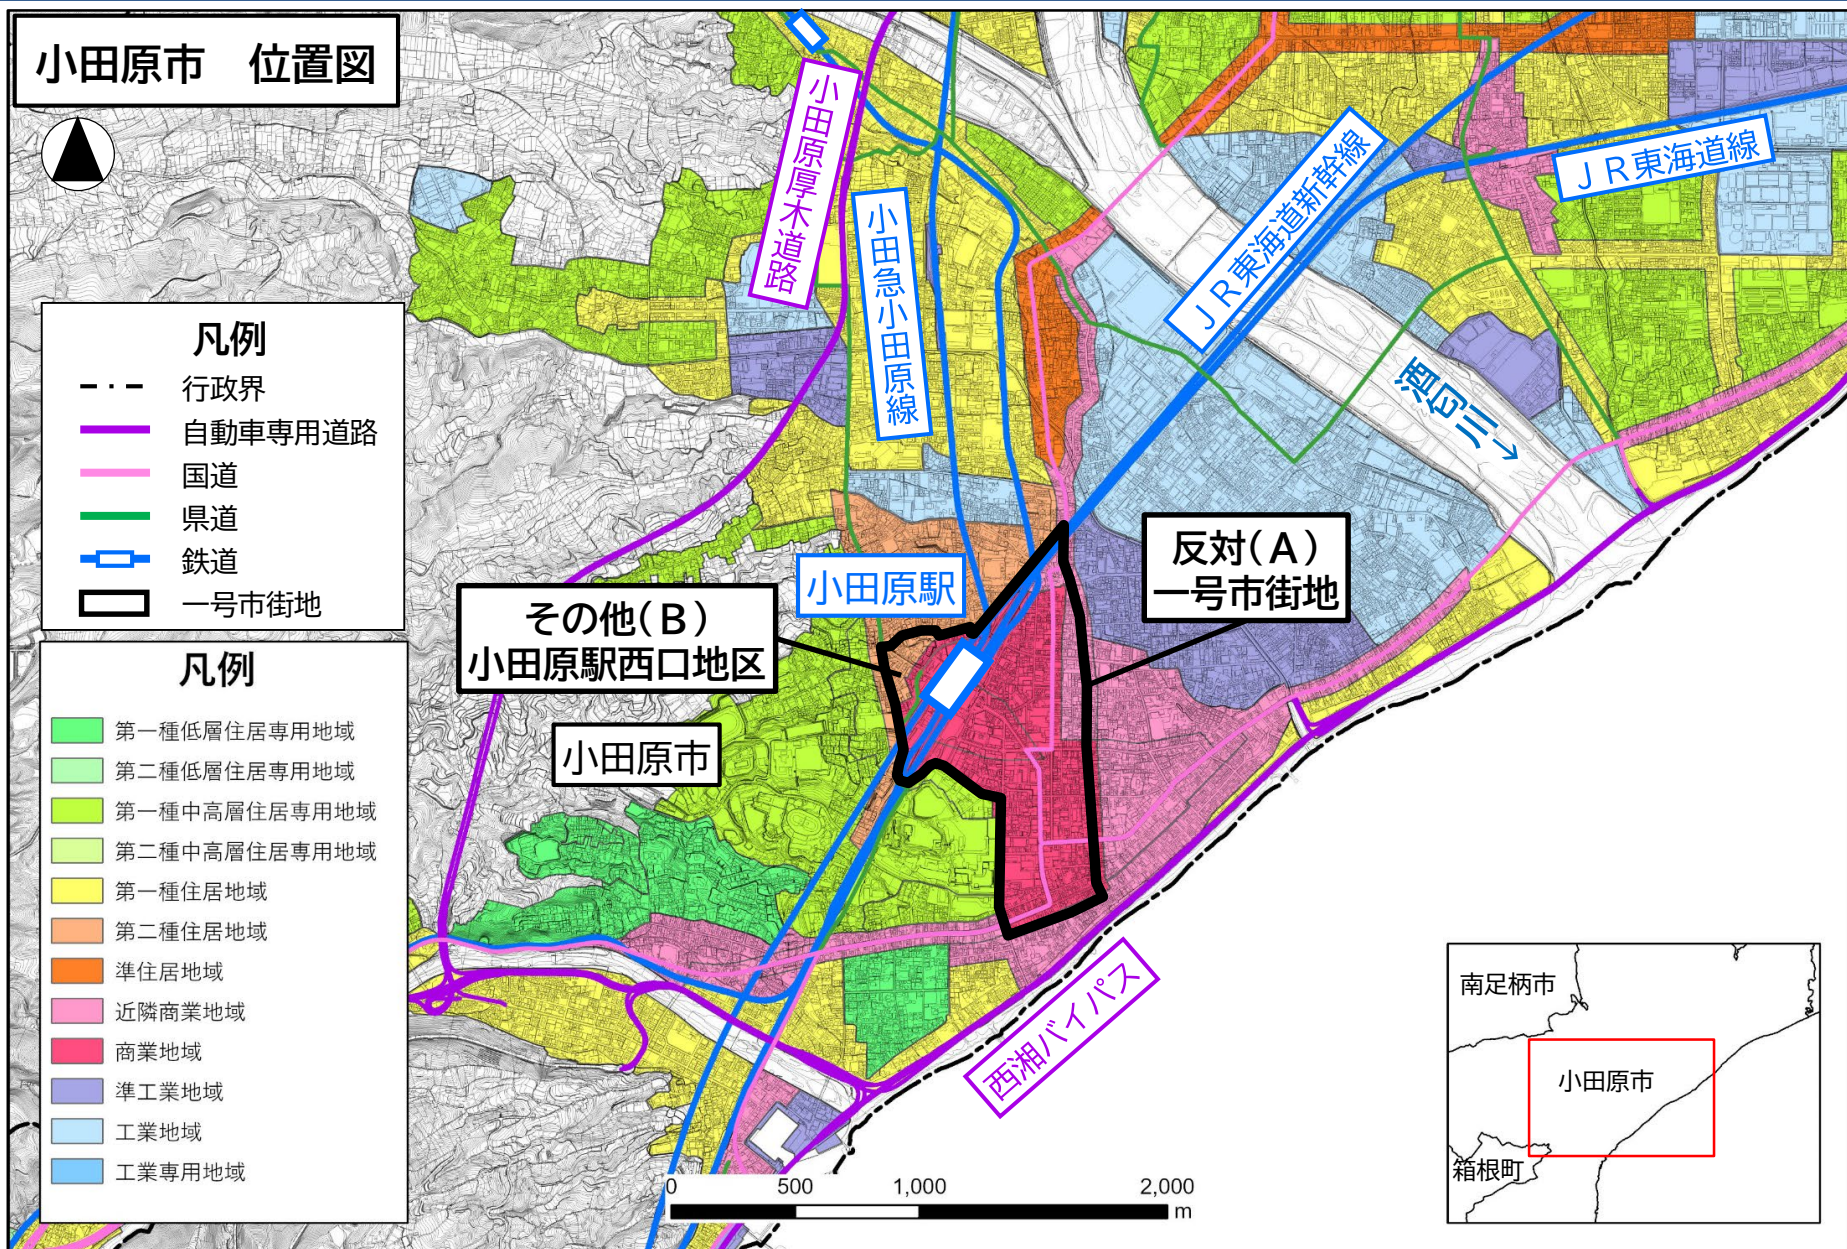 小田原市　位置図
小田原厚木道路
小田急小田原線
ＪＲ東海道新幹線
ＪＲ東海道線
酒匂川→
凡例
行政界
自動車専用道路
国道
県道
鉄道
一号市街地
反対（Ａ）
一号市街地
小田原駅
その他（Ｂ）
小田原駅西口地区
小田原市
凡例
第一種低層住居専用地域
第二種低層住居専用地域
第一種中高層住居専用地域
第二種中高層住居専用地域
第一種住居地域
第二種住居地域
準住居地域
近隣商業地域
商業地域
準工業地域
工業地域
工業専用地域
西湘バイパス
0 500 1,000 2,000
m
南足柄市
小田原市
箱根町